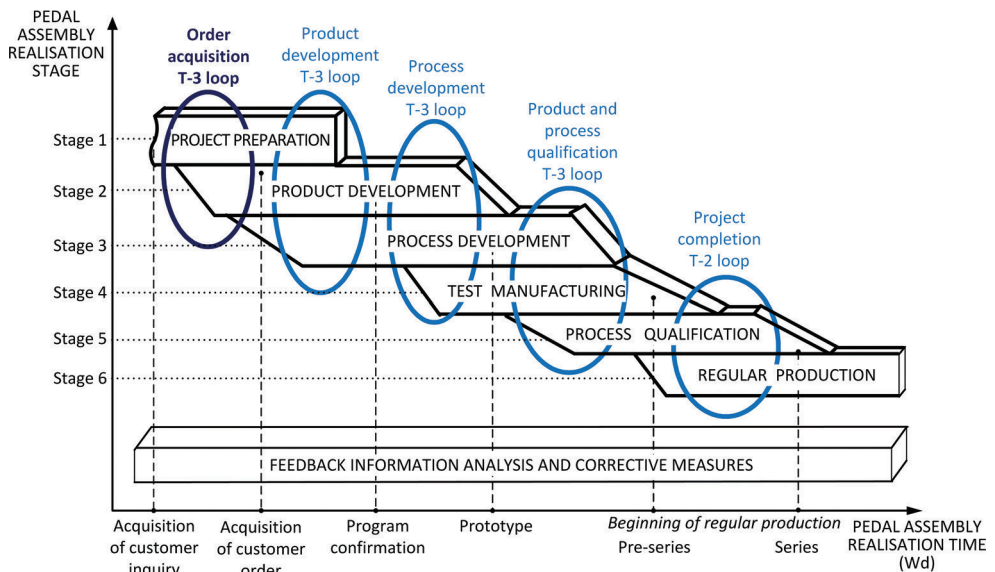 PEDAL
ASSEMBLY
REALISATION
STAGE
Order
acquisition
T-3 loop
Product
development
T-3 loop
Process
development
T-3 loop
Product and
process
qualification
T-3 loop
Project
completion
T-2 loop
Stage 1
PROJECT PREPARATION
Stage 2
PRODUCT DEVELOPMENT
Stage 3
PROCESS DEVELOPMENT
Stage 4
TEST MANUFACTURING
Stage 5
PROCESS QUALIFICATION
Stage 6
REGULAR PRODUCTION
FEEDBACK INFORMATION ANALYSIS AND CORRECTIVE MEASURES
Acquisition
of customer
inquiry
Acquisition
of customer
order
Program
confirmation
Prototype
Beginning of regular production
Pre-series
Series
PEDAL ASSEMBLY
REALISATION TIME
(Wd)